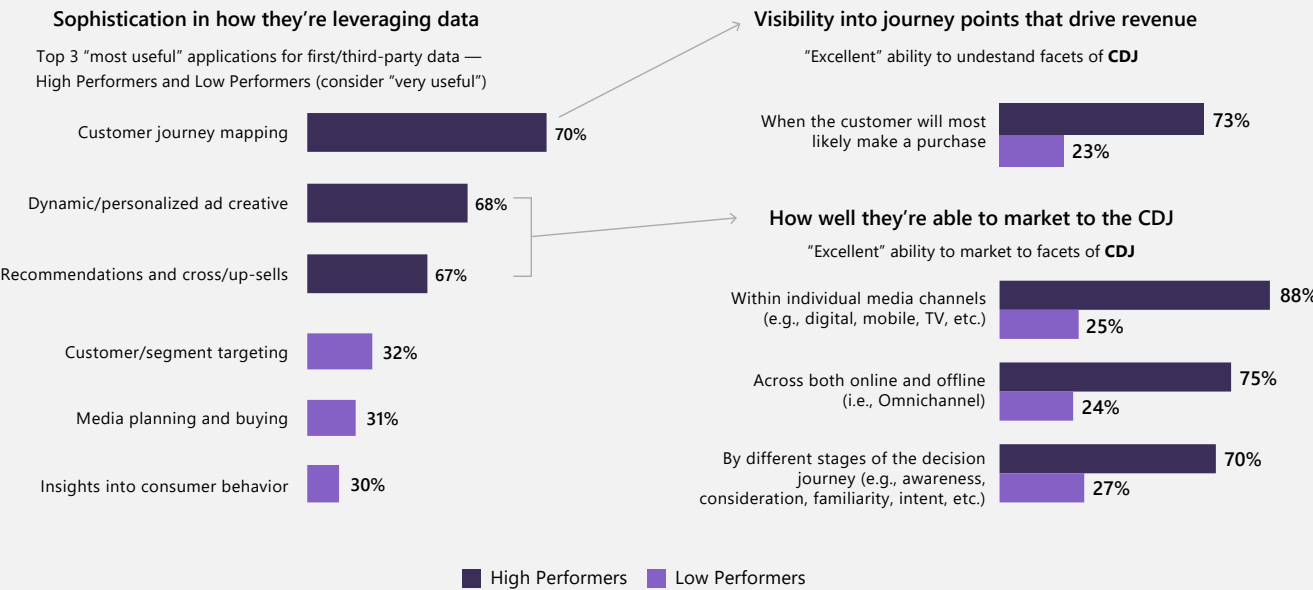 Sophistication in how they're leveraging data
Top 3 "most useful" applications for first/third-party data —
High Performers and Low Performers (consider "very useful")
Customer journey mapping
70%
Dynamic/personalized ad creative
68%
Recommendations and cross/up-sells
67%
Customer/segment targeting
32%
Media planning and buying
31%
Insights into consumer behavior
30%
Visibility into journey points that drive revenue
"Excellent" ability to undestand facets of CDJ
When the customer will most
likely make a purchase
73%
23%
How well they're able to market to the CDJ
"Excellent" ability to market to facets of CDJ
Within individual media channels
(e.g., digital, mobile, TV, etc.)
88%
25%
Across both online and offline
(i.e., Omnichannel)
75%
24%
By different stages of the decision
journey (e.g., awareness,
consideration, familiarity, intent, etc.)
70%
27%
High Performers
Low Performers